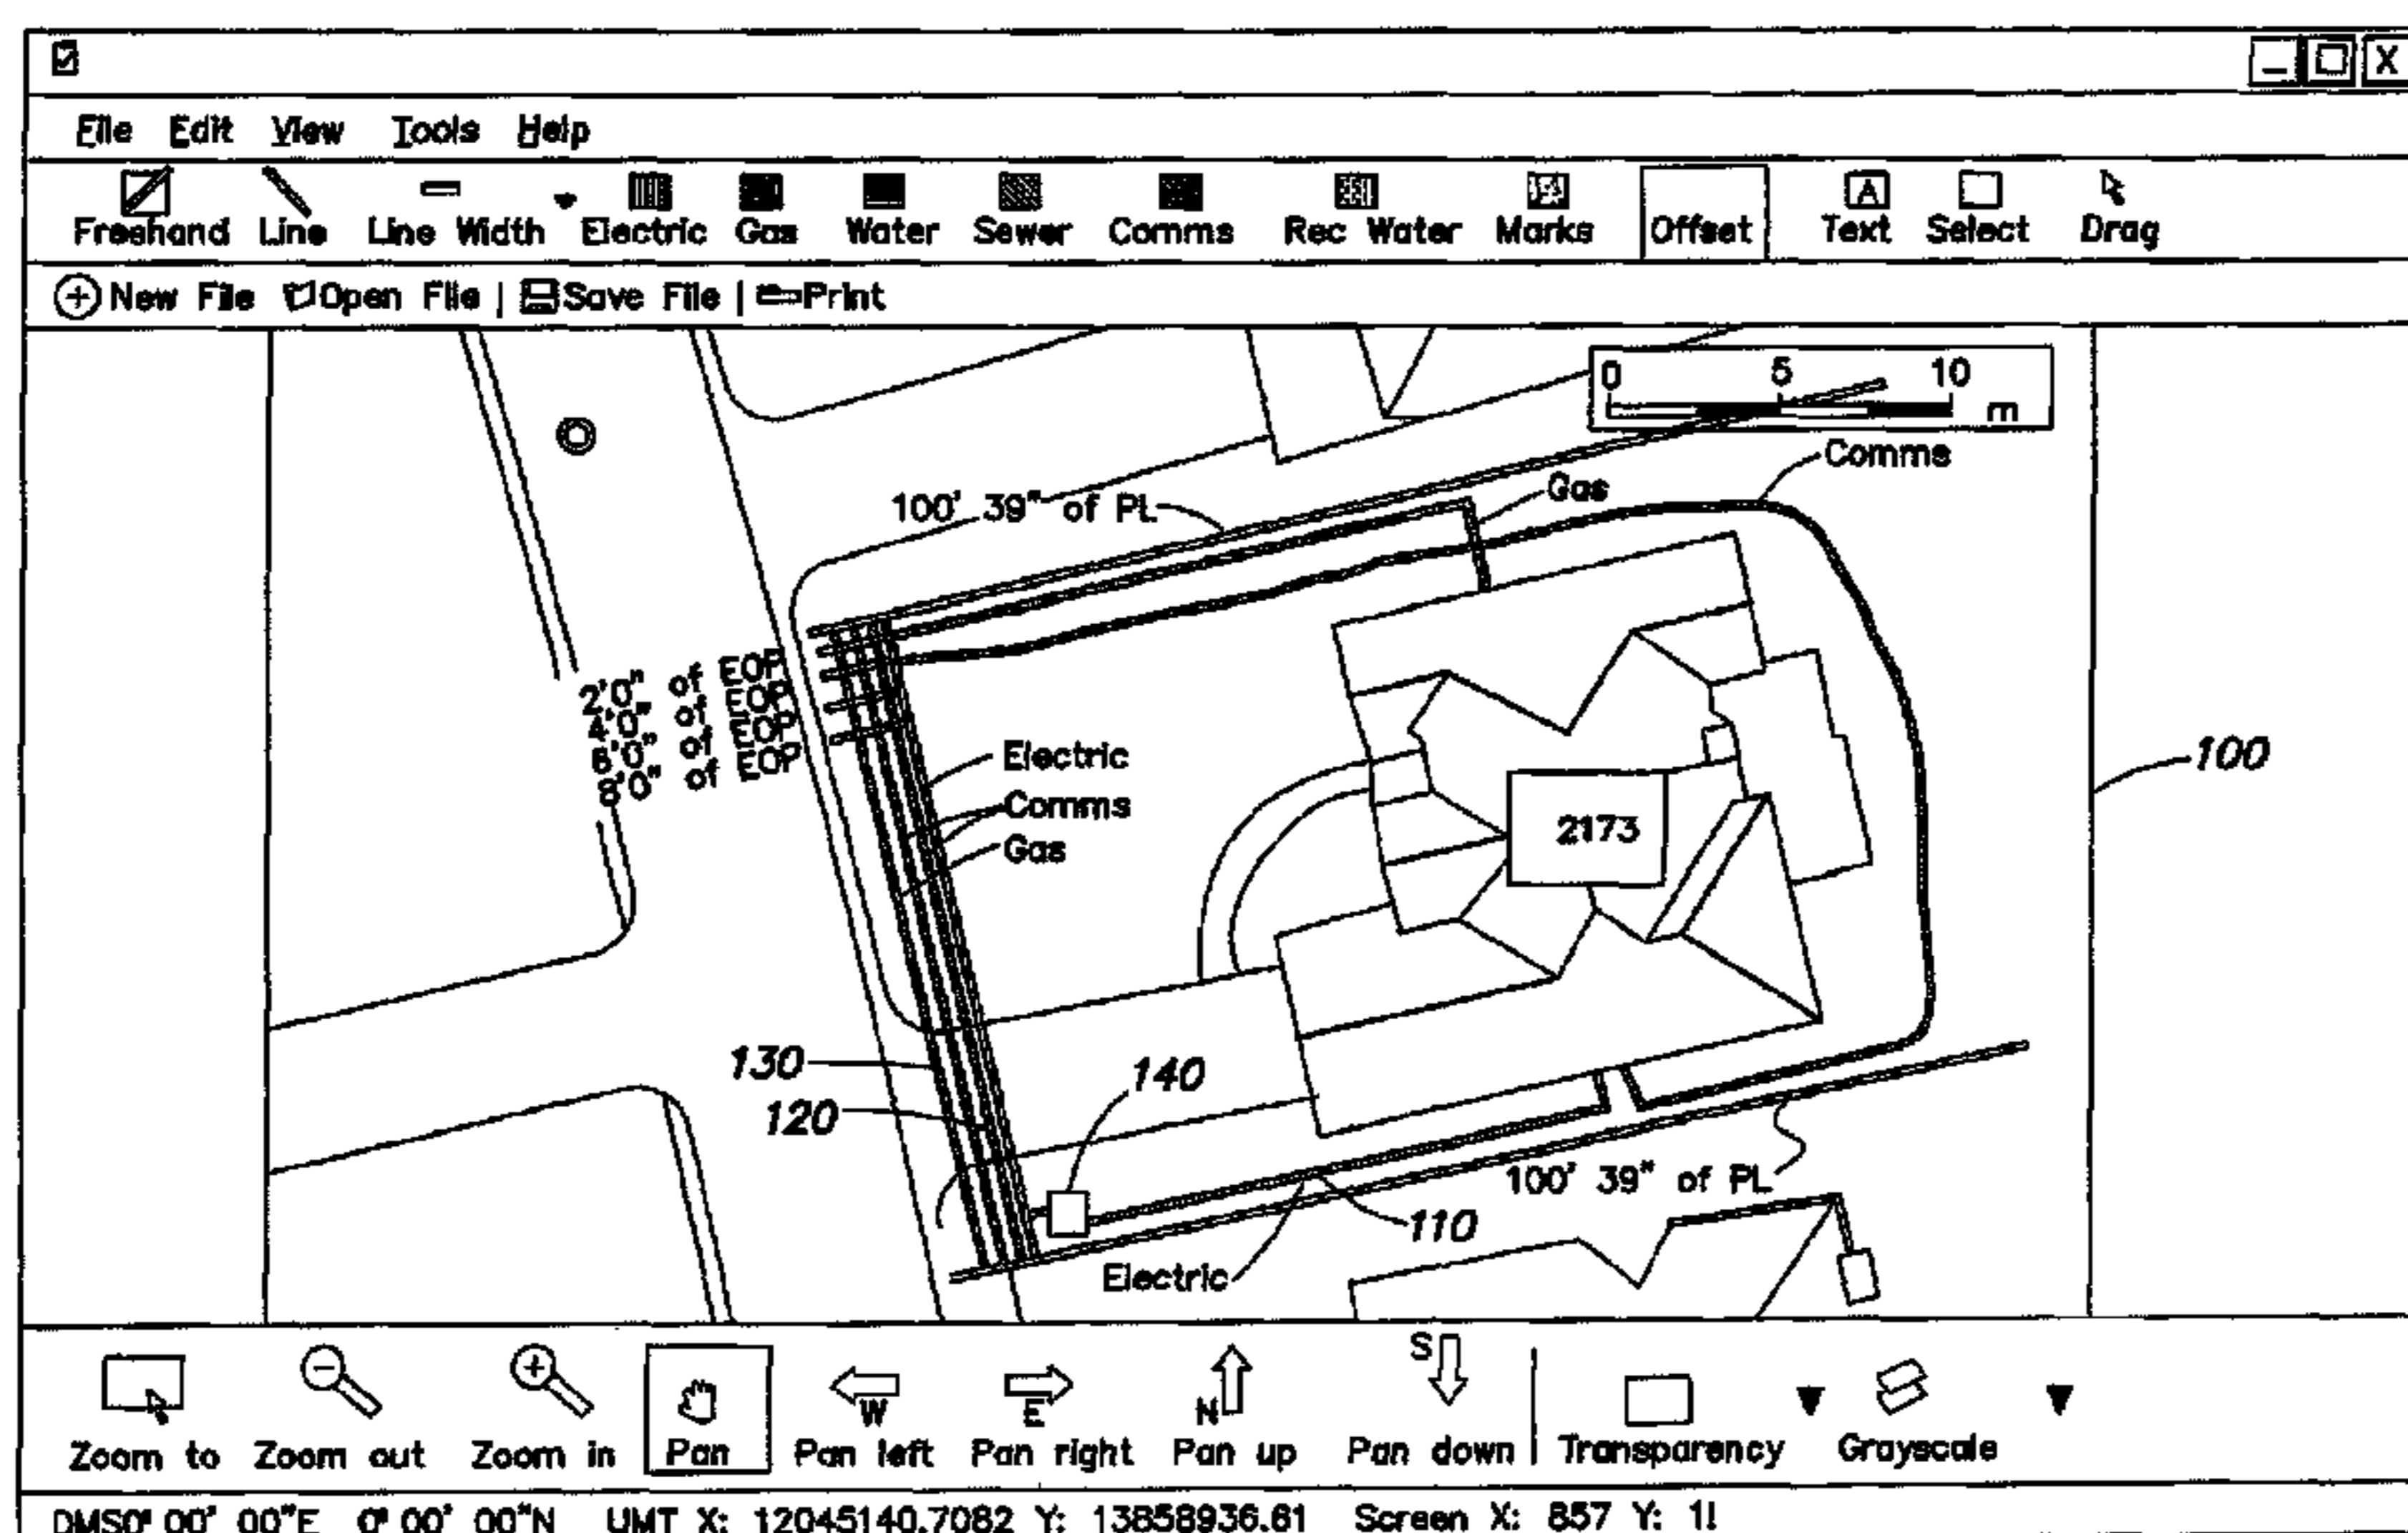 File Edit View Tools Help
Freehand Line Line Width Electric Gas Water Sewer Comms Rec Water Marks Offset A Text Select Drag
New File Open File | Save File | Print
0 5 10 m
Comms
Gas
100' 39" of PL
2'0" of EOP
4'0" of EOP
6'0" of EOP
8'0" of EOP
Electric
Comms
Gas
100
2173
130
140
120
100' 39" of PL
110
Electric
S
W E N
Zoom to Zoom out Zoom in Pan Pan left Pan right Pan up Pan down Transparency Grayscale
DMS0° 00' 00"E 0° 00' 00"N UMT X: 12045140.7082 Y: 13858936.61 Screen X: 857 Y: